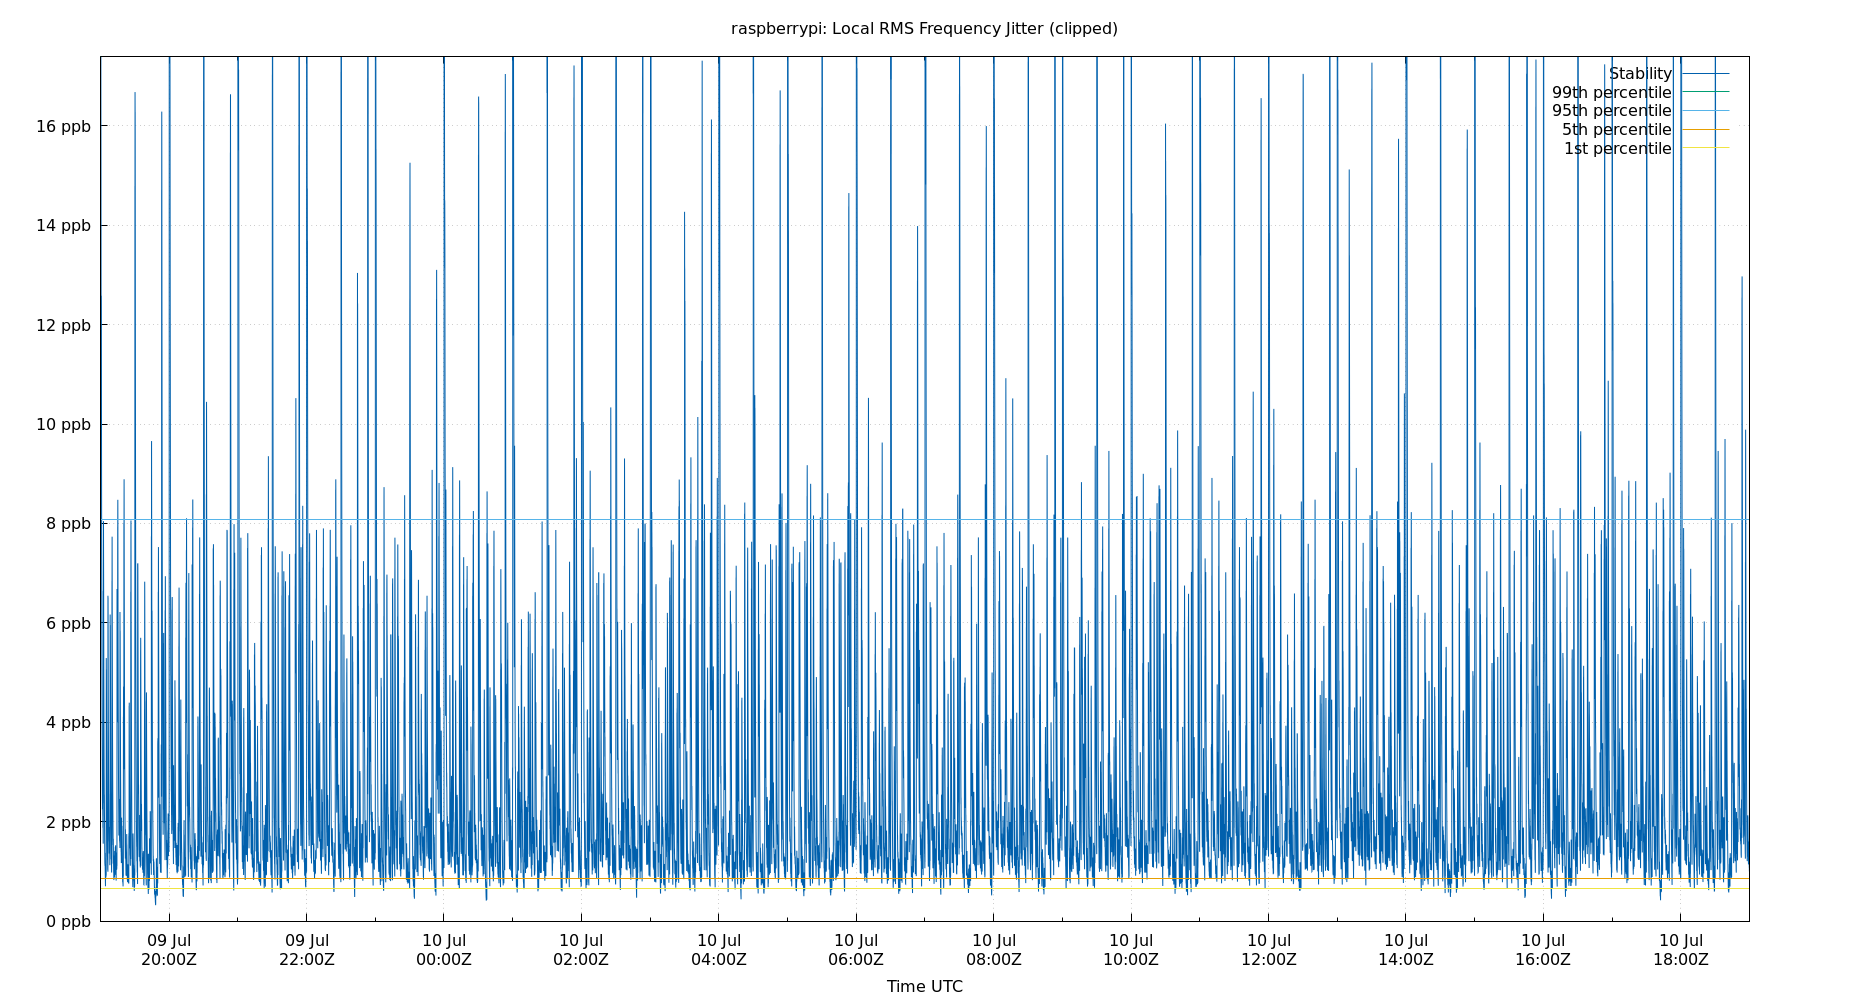 raspberrypi: Local RMS Frequency Jitter (clipped)
Stability
99th percentile
95th percentile
5th percentile
1st percentile
16 ppb
14 ppb
12 ppb
10 ppb
8 ppb
6 ppb
4 ppb
2 ppb
0 ppb
09 Jul
20:00Z
09 Jul
22:00Z
10 Jul
00:00Z
10 Jul
02:00Z
10 Jul
04:00Z
10 Jul
06:00Z
10 Jul
08:00Z
10 Jul
10:00Z
10 Jul
12:00Z
10 Jul
14:00Z
10 Jul
16:00Z
10 Jul
18:00Z
Time UTC